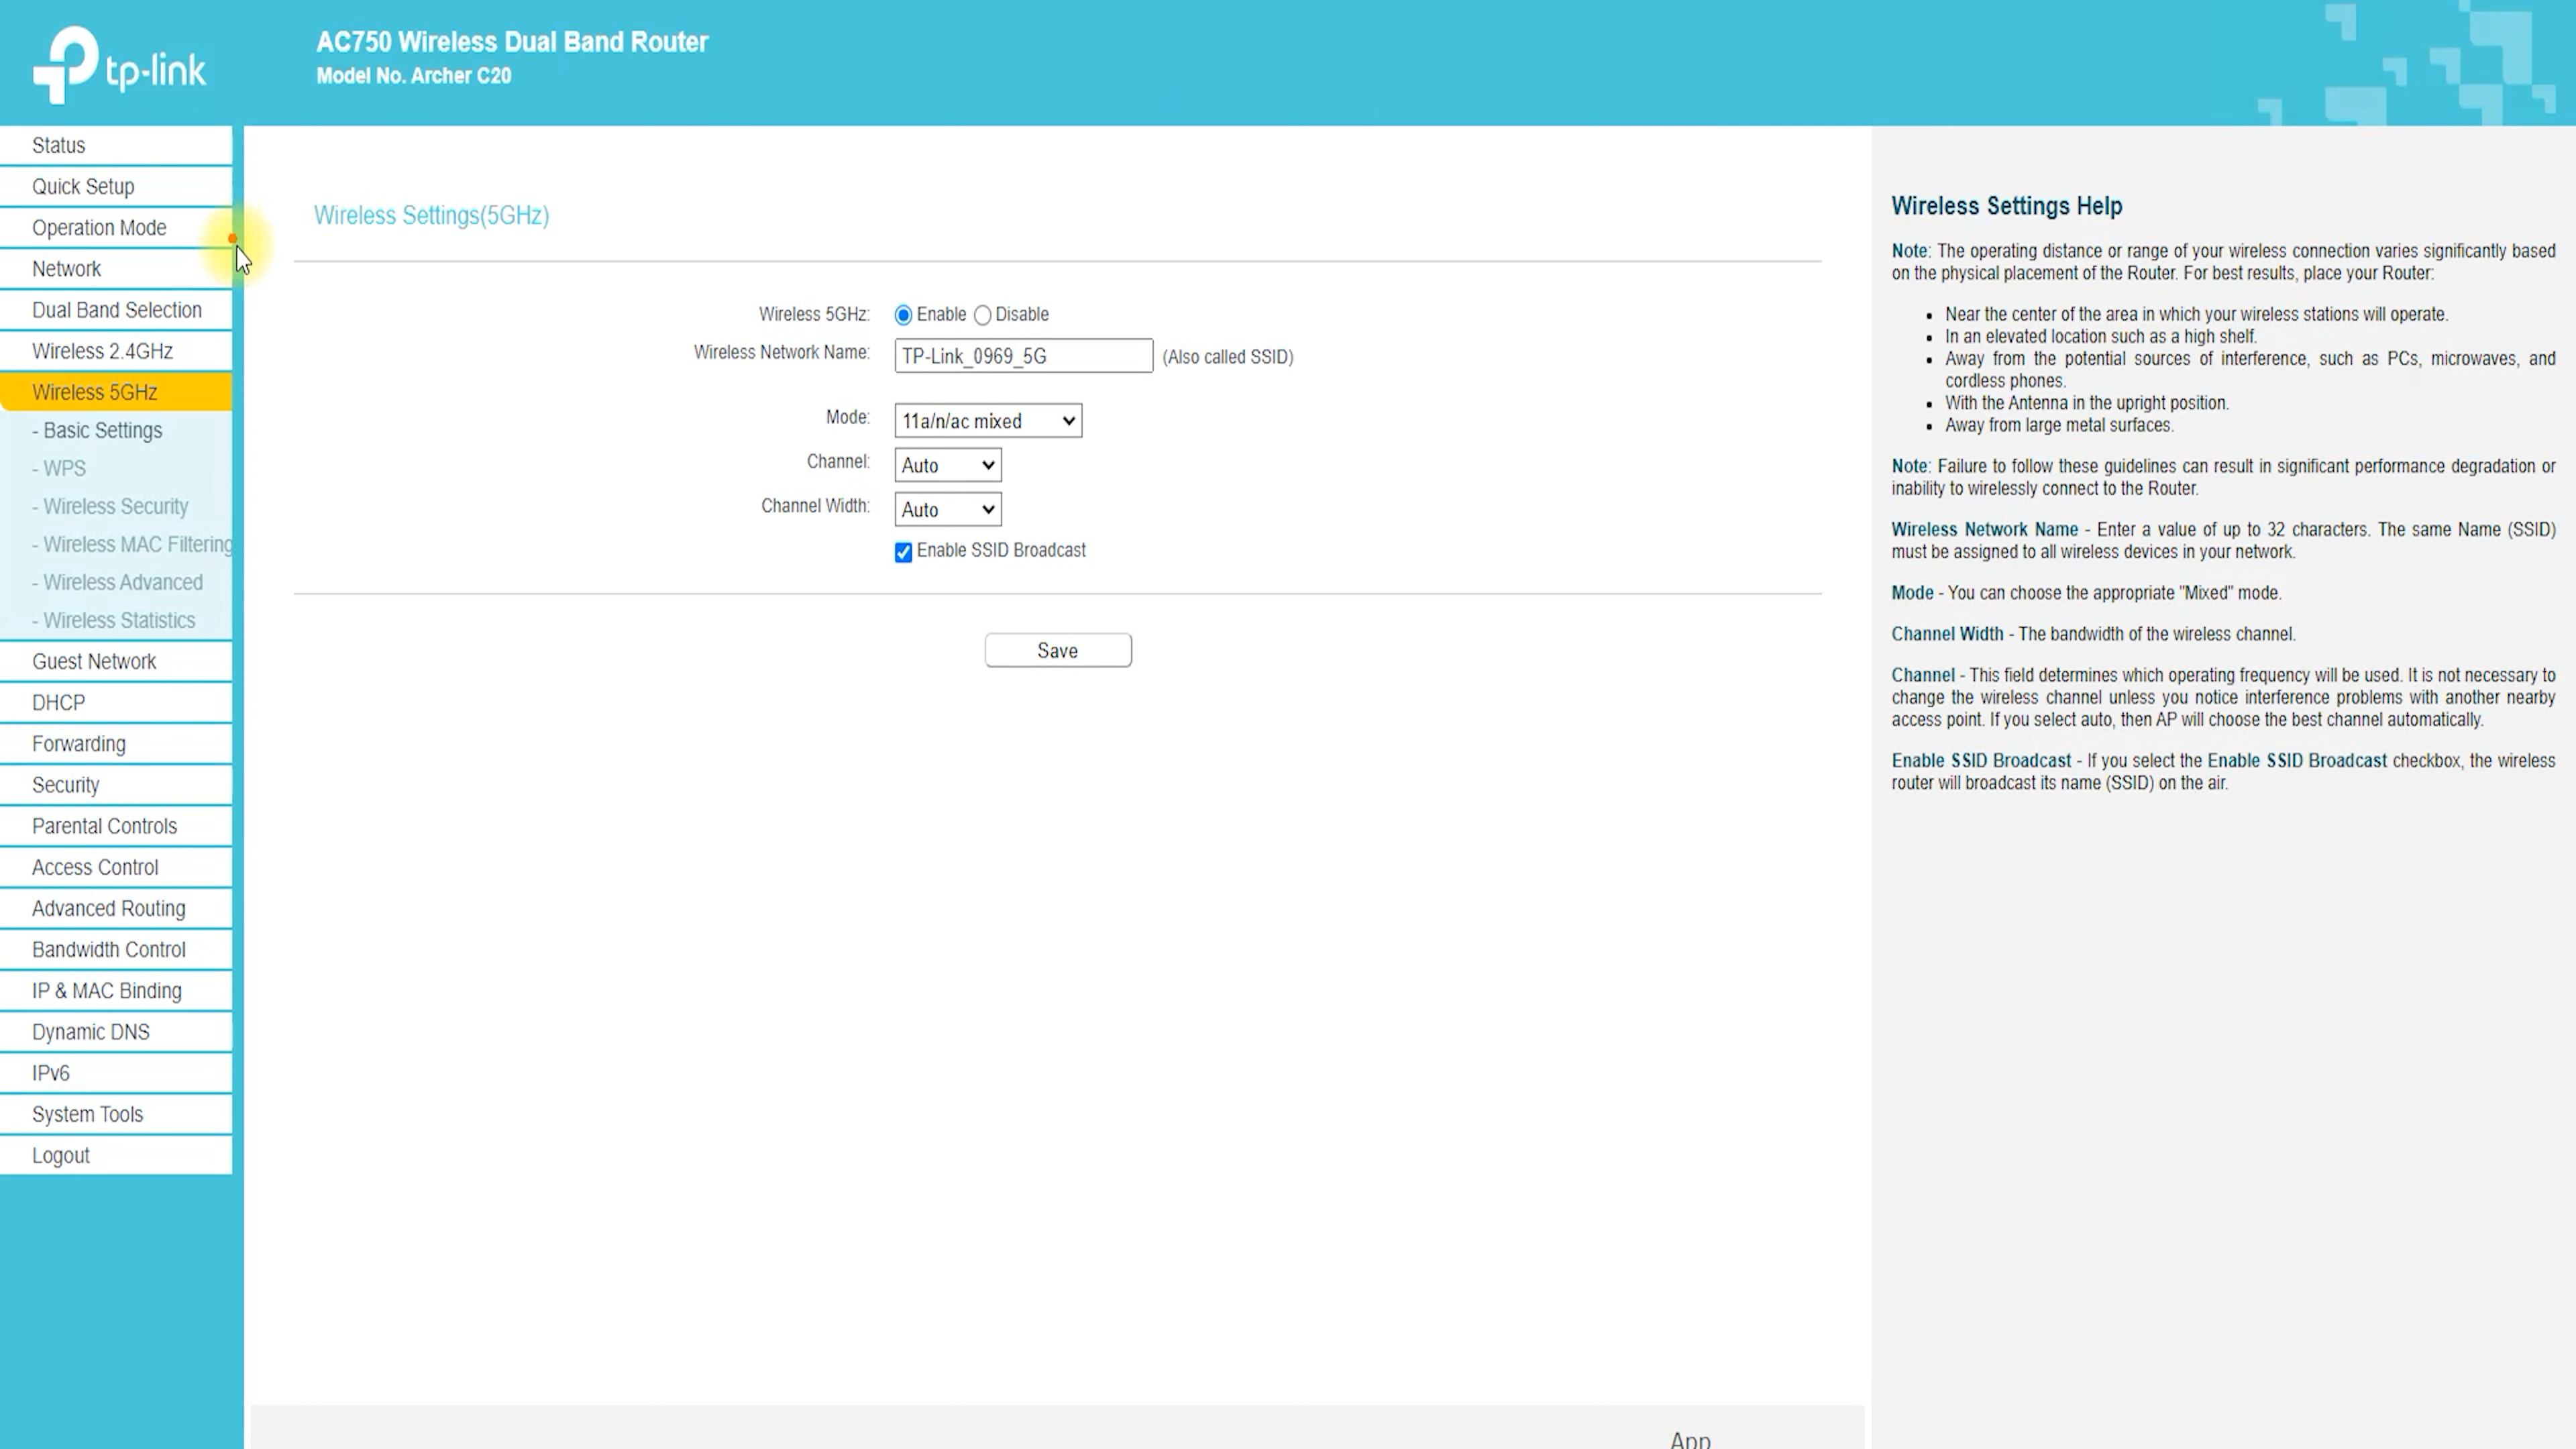 tp-link
AC750 Wireless Dual Band Router
Model No. Archer C20
Status
Quick Setup
Operation Mode
Network
Dual Band Selection
Wireless 2.4GHz
Wireless 5GHz
- Basic Settings
- WPS
- Wireless Security
- Wireless MAC Filtering
- Wireless Advanced
- Wireless Statistics
Guest Network
DHCP
Forwarding
Security
Parental Controls
Access Control
Advanced Routing
Bandwidth Control
IP & MAC Binding
Dynamic DNS
IPv6
System Tools
Logout
Wireless Settings(5GHz)
Wireless 5GHz: Enable Disable
Wireless Network Name: TP-Link_0969_5G (Also called SSID)
Mode: 11a/n/ac mixed
Channel: Auto
Channel Width: Auto
Enable SSID Broadcast
Save
App
Wireless Settings Help
Note: The operating distance or range of your wireless connection varies significantly based
on the physical placement of the Router. For best results, place your Router:
• Near the center of the area in which your wireless stations will operate.
• In an elevated location such as a high shelf.
• Away from the potential sources of interference, such as PCs, microwaves, and
cordless phones.
• With the Antenna in the upright position.
• Away from large metal surfaces.
Note: Failure to follow these guidelines can result in significant performance degradation or
inability to wirelessly connect to the Router.
Wireless Network Name - Enter a value of up to 32 characters. The same Name (SSID)
must be assigned to all wireless devices in your network.
Mode - You can choose the appropriate "Mixed" mode.
Channel Width - The bandwidth of the wireless channel.
Channel - This field determines which operating frequency will be used. It is not necessary to
change the wireless channel unless you notice interference problems with another nearby
access point. If you select auto, then AP will choose the best channel automatically.
Enable SSID Broadcast - If you select the Enable SSID Broadcast checkbox, the wireless
router will broadcast its name (SSID) on the air.